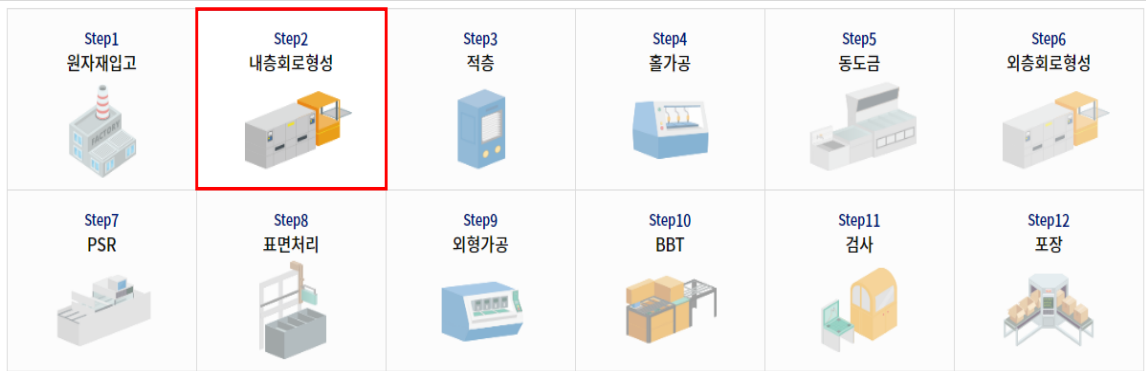 Step1
원자재입고
FACTORY
Step2
내층회로형성
Step3
적층
Step4
홀가공
Step5
동도금
Step6
외층회로형성
Step7
PSR
Step8
표면처리
Step9
외형가공
Step10
BBT
Step11
검사
Step12
포장